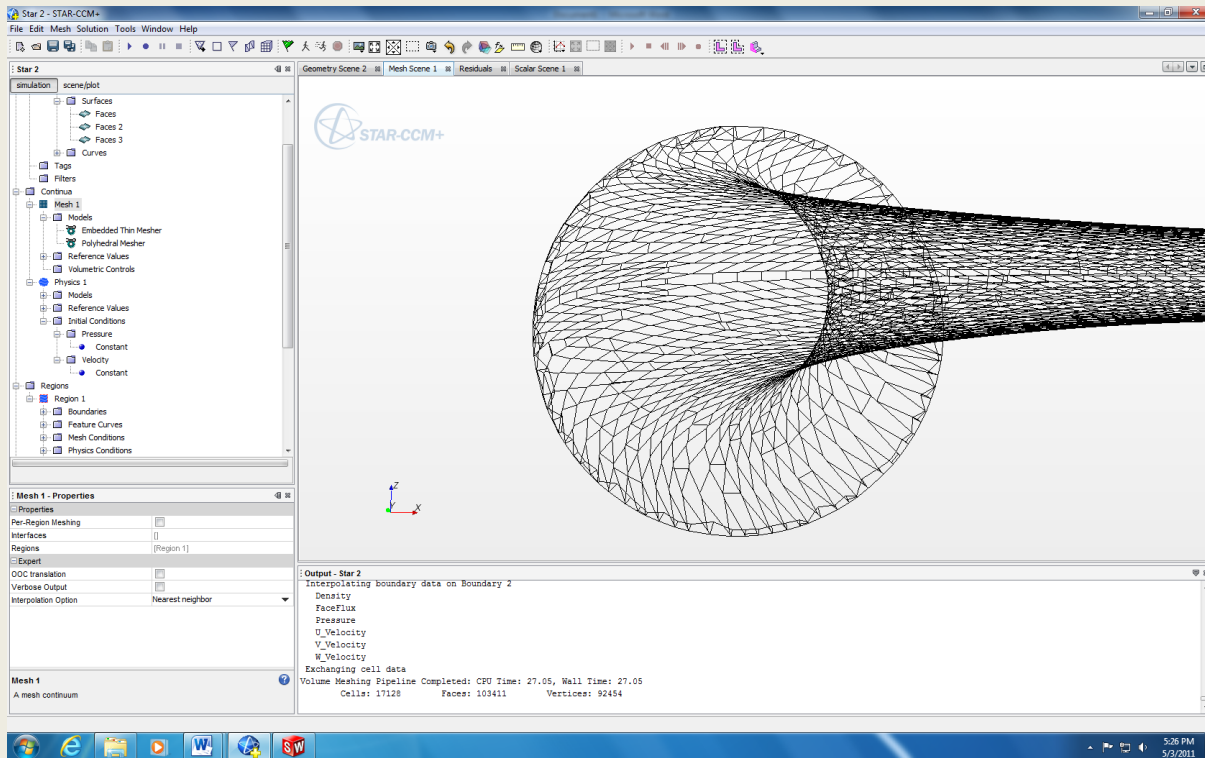 Star 2 - STAR-CCM+
File Edit Mesh Solution Tools Window Help
Star 2
simulation scene/plot
Surfaces
Faces
Faces 2
Faces 3
Curves
Tags
Filters
Continua
Mesh 1
Models
Embedded Thin Mesher
Polyhedral Mesher
Reference Values
Volumetric Controls
Physics 1
Models
Reference Values
Initial Conditions
Pressure
Constant
Velocity
Constant
Regions
Region 1
Boundaries
Feature Curves
Mesh Conditions
Physics Conditions
Mesh 1 - Properties
Properties
Per-Region Meshing
Interfaces []
Regions [Region 1]
Expert
OOC translation
Verbose Output
Interpolation Option Nearest neighbor
Mesh 1
A mesh continuum
Geometry Scene 2 Mesh Scene 1 Residuals Scalar Scene 1
STAR-CCM+
Z
Y X
Output - Star 2
Interpolating boundary data on Boundary 2
Density
FaceFlux
Pressure
U_Velocity
V_Velocity
W_Velocity
Exchanging cell data
Volume Meshing Pipeline Completed: CPU Time: 27.05, Wall Time: 27.05
Cells: 17128 Faces: 103411 Vertices: 92454
5:26 PM
5/3/2011